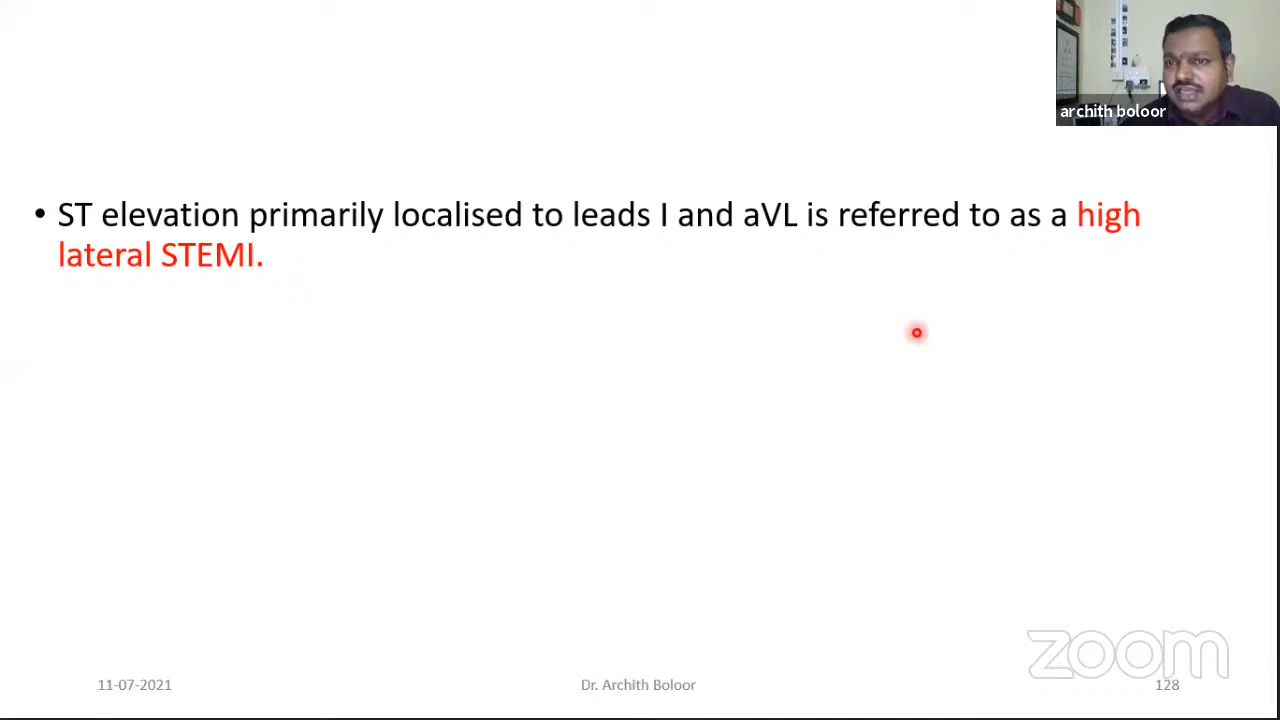 archith boloor
• ST elevation primarily localised to leads I and aVL is referred to as a high
lateral STEMI.
zoom
11-07-2021
Dr. Archith Boloor
128